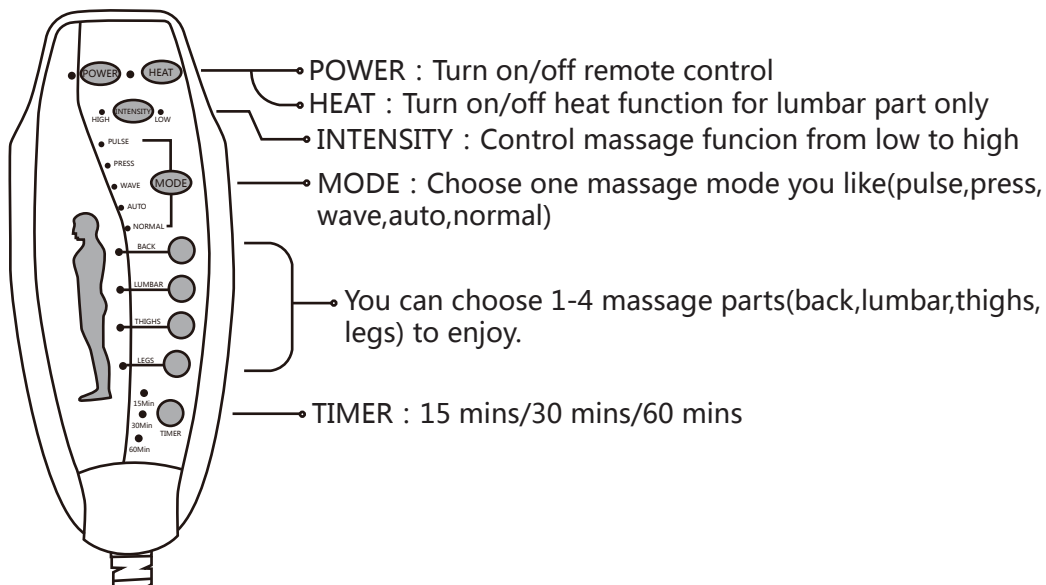 POWER
HEAT
HIGH
INTENSITY
LOW
PULSE
PRESS
WAVE
MODE
AUTO
NORMAL
BACK
LUMBAR
THIGHS
LEGS
15Min
30Min
TIMER
60Min
POWER：Turn on/off remote control
HEAT：Turn on/off heat function for lumbar part only
INTENSITY：Control massage funcion from low to high
MODE：Choose one massage mode you like(pulse,press,
wave,auto,normal)
You can choose 1-4 massage parts(back,lumbar,thighs,
legs) to enjoy.
TIMER：15 mins/30 mins/60 mins